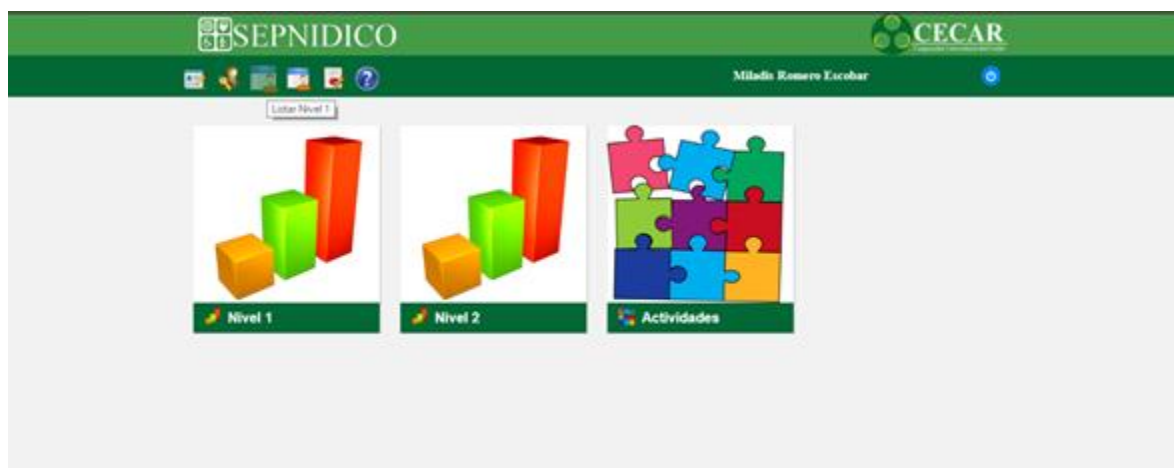 SEPNIDICO
CECAR
Miladis Romero Escobar
Listar Nivel 1
Nivel 1
Nivel 2
Actividades